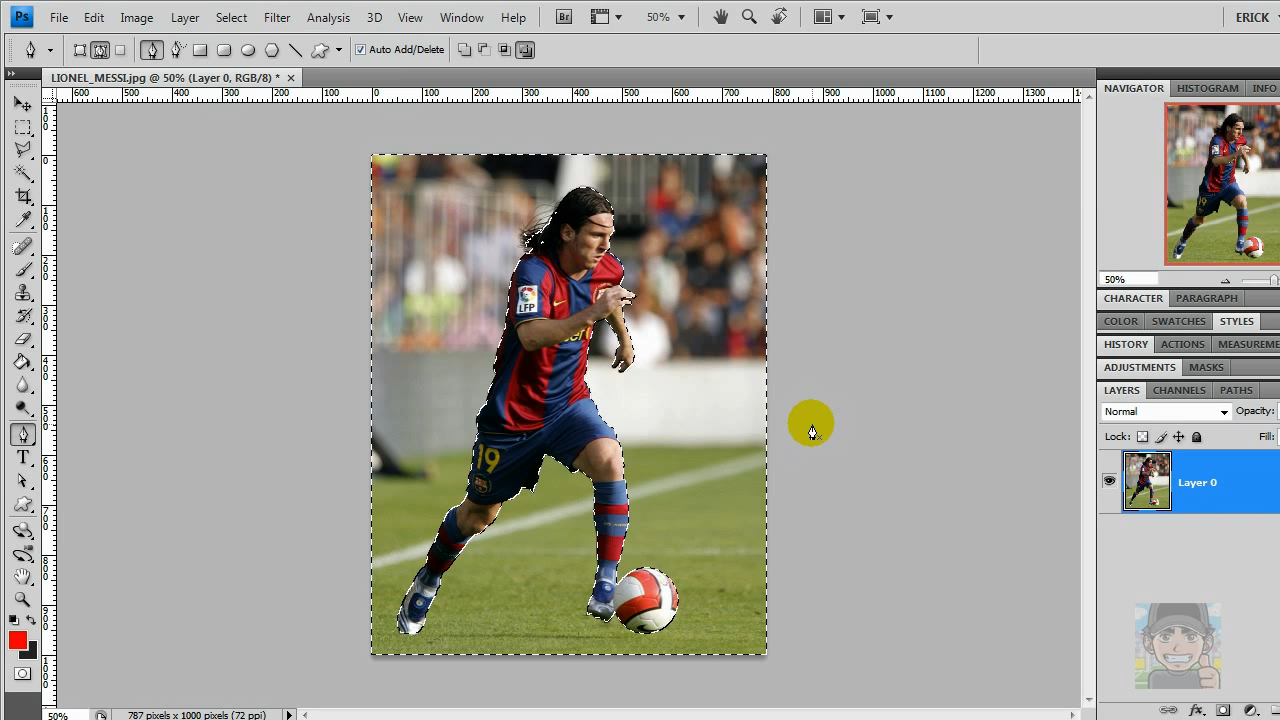 Ps File Edit Image Layer Select Filter Analysis 3D View Window Help Br 50% ERICK
Auto Add/Delete
LIONEL_MESSI.jpg @ 50% (Layer 0, RGB/8) * ×
600 500 400 300 200 100 0 100 200 300 400 500 600 700 800 900 1000 1100 1200 1300
NAVIGATOR HISTOGRAM INFO
50%
CHARACTER PARAGRAPH
COLOR SWATCHES STYLES
HISTORY ACTIONS MEASUREME
ADJUSTMENTS MASKS
LAYERS CHANNELS PATHS
Normal Opacity:
Lock: Fill:
Layer 0
LFP
19
50% 787 pixels x 1000 pixels (72 ppi)